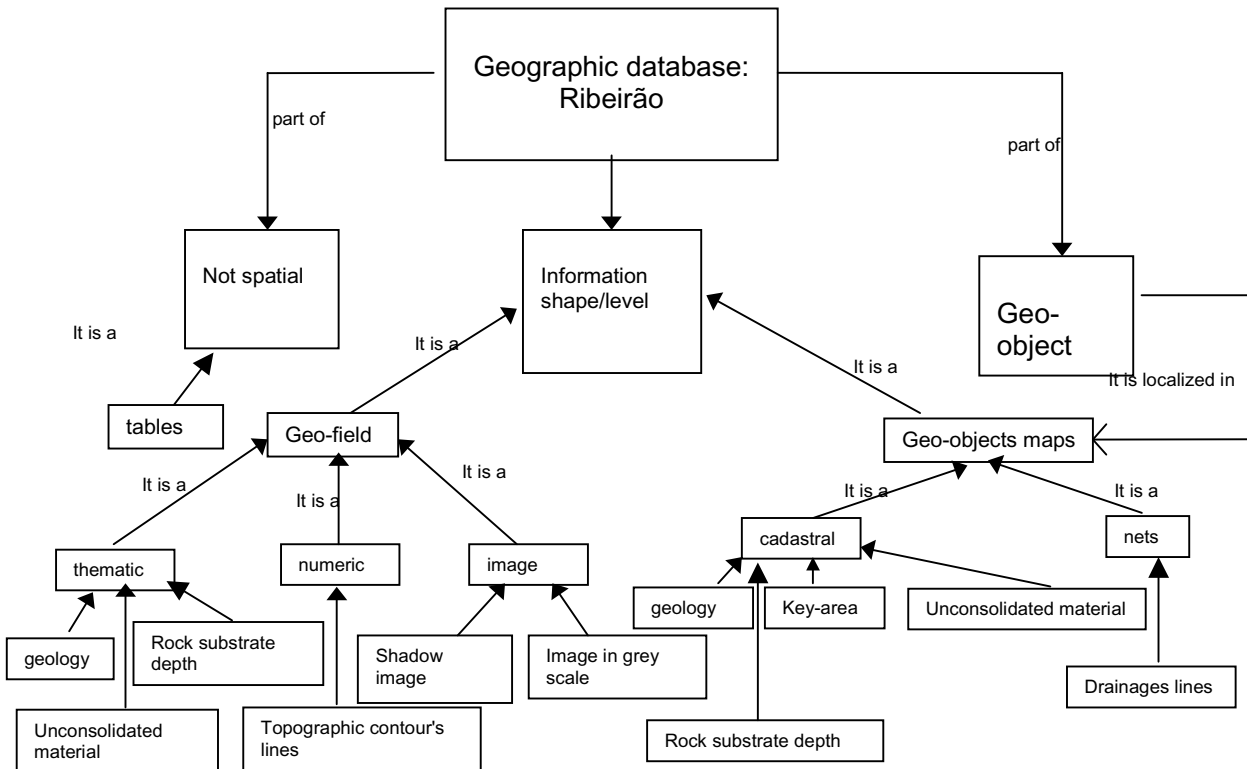 Geographic database:
Ribeirão
part of
part of
Not spatial
Information
shape/level
Geo-
object
It is a
It is a
It is a
It is localized in
tables
Geo-field
Geo-objects maps
It is a
It is a
It is a
It is a
It is a
thematic
numeric
image
cadastral
nets
geology
Rock substrate
depth
Shadow
image
Image in grey
scale
geology
Key-area
Unconsolidated material
Unconsolidated
material
Topographic contour's
lines
Rock substrate depth
Drainages lines